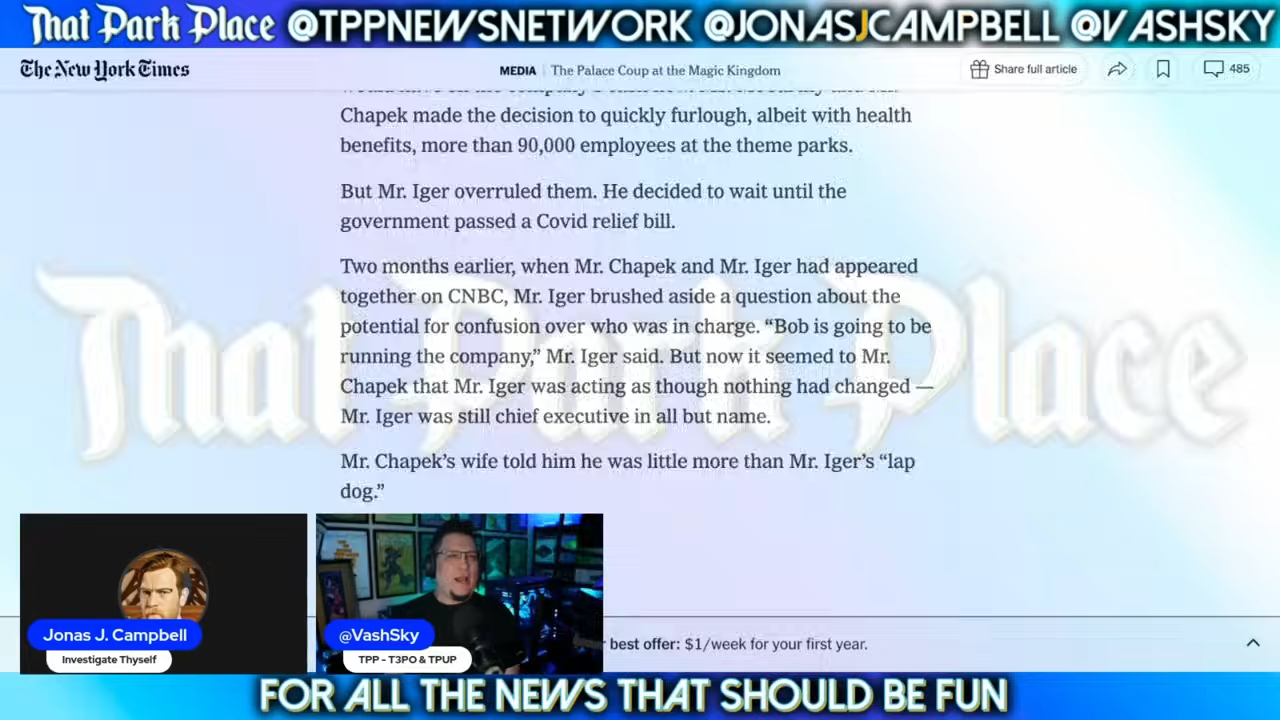 That Park Place @TPPNEWSNETWORK @JONASJCAMPBELL @VASHSKY
The New York Times
MEDIA | The Palace Coup at the Magic Kingdom
Share full article
485
Chapek made the decision to quickly furlough, albeit with health
benefits, more than 90,000 employees at the theme parks.
But Mr. Iger overruled them. He decided to wait until the
government passed a Covid relief bill.
Two months earlier, when Mr. Chapek and Mr. Iger had appeared
together on CNBC, Mr. Iger brushed aside a question about the
potential for confusion over who was in charge. “Bob is going to be
running the company,” Mr. Iger said. But now it seemed to Mr.
Chapek that Mr. Iger was acting as though nothing had changed —
Mr. Iger was still chief executive in all but name.
Mr. Chapek’s wife told him he was little more than Mr. Iger’s “lap
dog.”
That Park Place
Jonas J. Campbell
Investigate Thyself
@VashSky
TPP - T3PO & TPUP
best offer: $1/week for your first year.
FOR ALL THE NEWS THAT SHOULD BE FUN